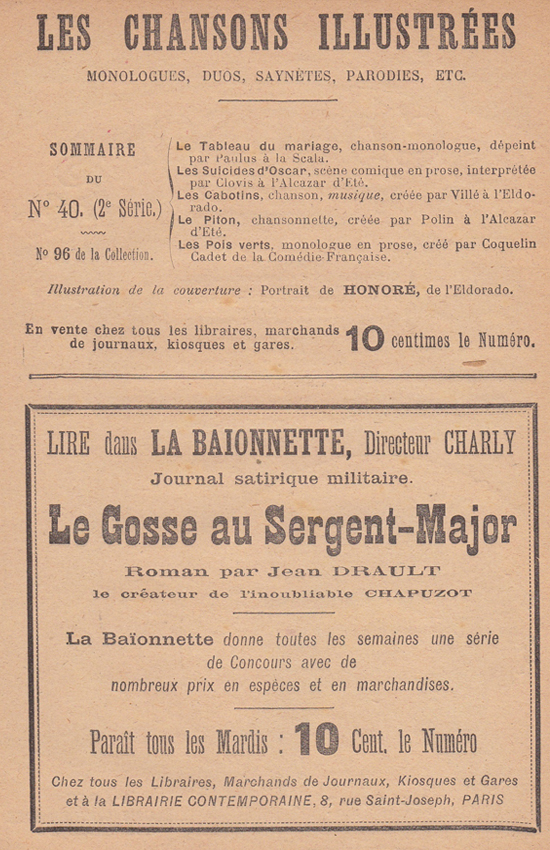 LES CHANSONS ILLUSTRÉES
MONOLOGUES, DUOS, SAYNÈTES, PARODIES, ETC.
SOMMAIRE
DU
N° 40. (2e Série.)
N° 96 de la Collection.
Le Tableau du mariage, chanson-monologue, dépeint
par Paulus à la Scala.
Les Suicides d'Oscar, scène comique en prose, interprétée
par Clovis à l'Alcazar d'Eté.
Les Cabotins, chanson, musique, créée par Villé à l'Eldo-
rado.
Le Piton, chansonnette, créée par Polin à l'Alcazar
d'Eté.
Les Pois verts, monologue en prose, créé par Coquelin
Cadet de la Comédie-Française.
Illustration de la couverture : Portrait de HONORÉ, de l'Eldorado.
En vente chez tous les libraires, marchands
de journaux, kiosques et gares.
10 centimes le Numéro.
LIRE dans LA BAIONNETTE, Directeur CHARLY
Journal satirique militaire.
Le Gosse au Sergent-Major
Roman par Jean DRAULT
le créateur de l'inoubliable CHAPUZOT
La Baïonnette donne toutes les semaines une série
de Concours avec de
nombreux prix en espèces et en marchandises.
Paraît tous les Mardis : 10 Cent. le Numéro
Chez tous les Libraires, Marchands de Journaux, Kiosques et Gares
et à la LIBRAIRIE CONTEMPORAINE, 8, rue Saint-Joseph, PARIS